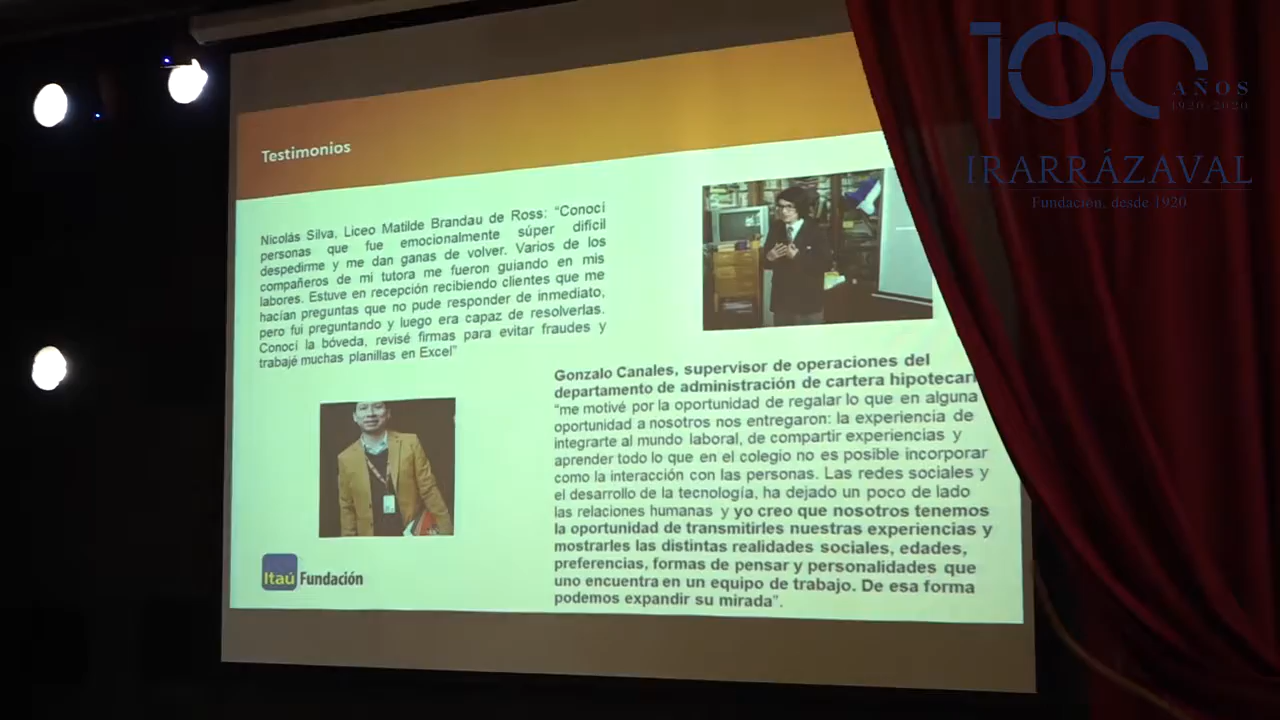 100
AÑOS
1920-2020
IRARRÁZAVAL
Fundación, desde 1920
Testimonios
Nicolás Silva, Liceo Matilde Brandau de Ross: “Conocí
personas que fue emocionalmente súper difícil
despedirme y me dan ganas de volver. Varios de los
compañeros de mi tutora me fueron guiando en mis
labores. Estuve en recepción recibiendo clientes que me
hacían preguntas que no pude responder de inmediato,
pero fui preguntando y luego era capaz de resolverlas.
Conocí la bóveda, revisé firmas para evitar fraudes y
trabajé muchas planillas en Excel”
Gonzalo Canales, supervisor de operaciones del
departamento de administración de cartera hipotecari
“me motivé por la oportunidad de regalar lo que en alguna
oportunidad a nosotros nos entregaron: la experiencia de
integrarte al mundo laboral, de compartir experiencias y
aprender todo lo que en el colegio no es posible incorporar
como la interacción con las personas. Las redes sociales y
el desarrollo de la tecnología, ha dejado un poco de lado
las relaciones humanas y yo creo que nosotros tenemos
la oportunidad de transmitirles nuestras experiencias y
mostrarles las distintas realidades sociales, edades,
preferencias, formas de pensar y personalidades que
uno encuentra en un equipo de trabajo. De esa forma
podemos expandir su mirada”.
Itaú Fundación